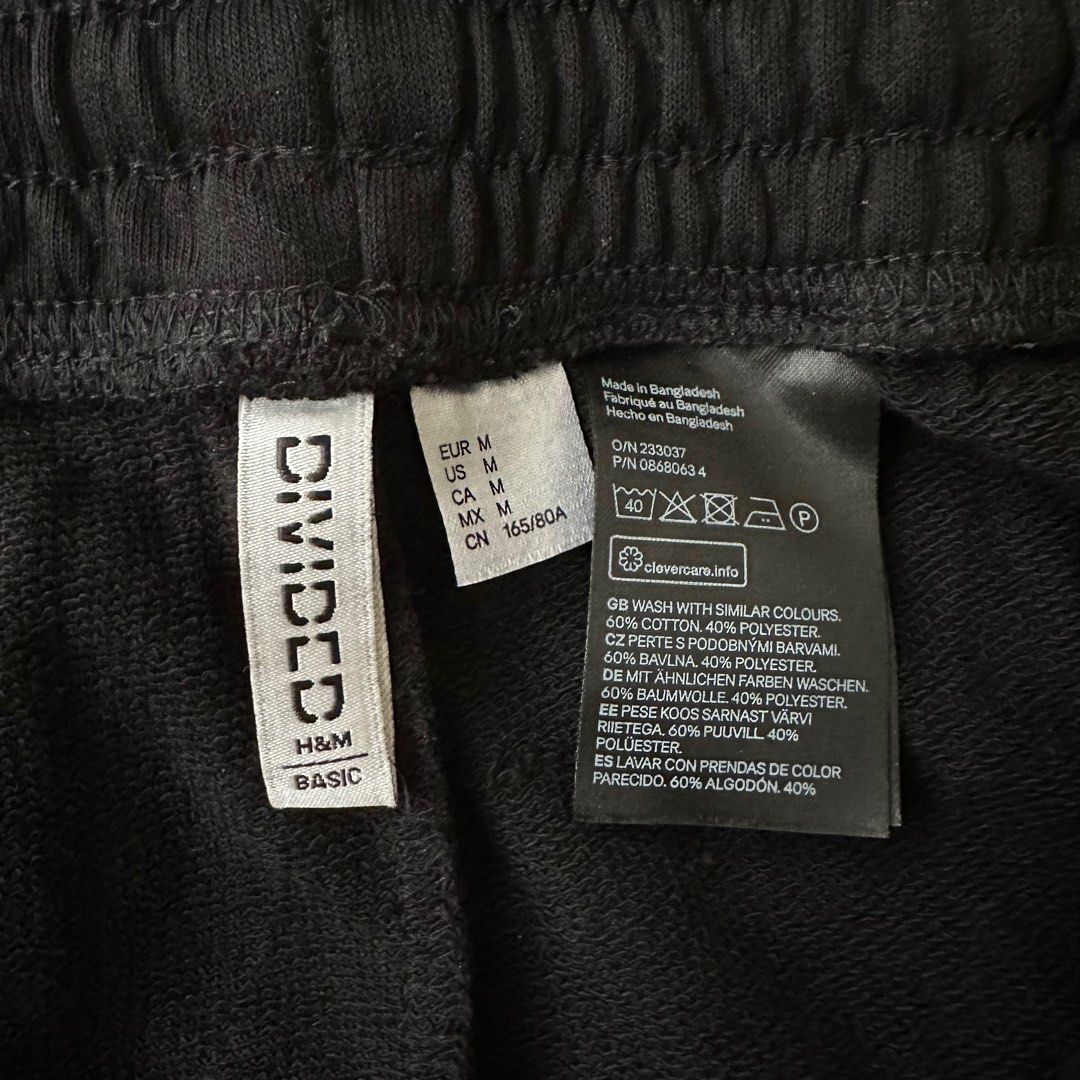 DIVIDED
H&M
BASIC
EUR M
US M
CA M
MX M
CN 165/80A
Made in Bangladesh
Fabriqué au Bangladesh
Hecho en Bangladesh
O/N 233037
P/N 0868063 4
40 P
clevercare.info
GB WASH WITH SIMILAR COLOURS.
60% COTTON. 40% POLYESTER.
CZ PERTE S PODOBNÝMI BARVAMI.
60% BAVLNA. 40% POLYESTER.
DE MIT ÄHNLICHEN FARBEN WASCHEN.
60% BAUMWOLLE. 40% POLYESTER.
EE PESE KOOS SARNAST VÄRVI
RIIETEGA. 60% PUUVILL. 40%
POLÜESTER.
ES LAVAR CON PRENDAS DE COLOR
PARECIDO. 60% ALGODÓN. 40%